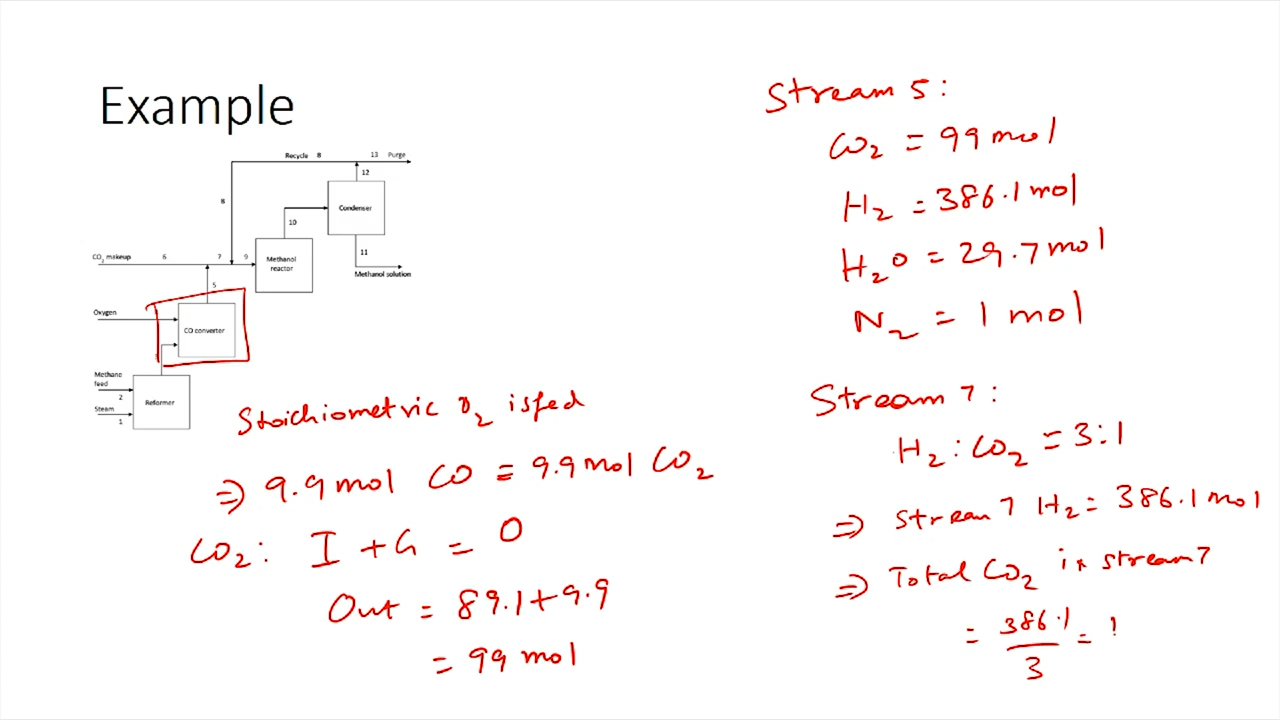 Example
Recycle 8 13 Purge
12
8
Condenser
10
11
CO2 makeup 6 7 9
Methanol
reactor
Methanol solution
5
Oxygen
CO converter
Methane
feed
2
Reformer
Steam
1
Stoichiometric O2 is fed
⇒ 9.9 mol CO ≡ 9.9 mol CO2
CO2: I + G = O
Out = 89.1 + 9.9
= 99 mol
Stream 5:
CO2 = 99 mol
H2 = 386.1 mol
H2O = 29.7 mol
N2 = 1 mol
Stream 7:
H2 : CO2 = 3:1
⇒ Stream 7 H2 = 386.1 mol
⇒ Total CO2 in stream 7
= 386.1
3
= 1